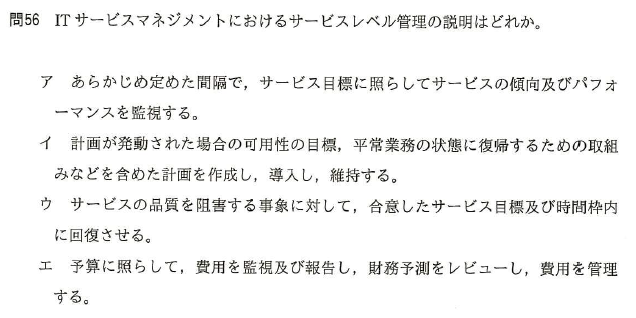 問56 ITサービスマネジメントにおけるサービスレベル管理の説明はどれか。
ア あらかじめ定めた間隔で，サービス目標に照らしてサービスの傾向及びパフォ
ーマンスを監視する。
イ 計画が発動された場合の可用性の目標，平常業務の状態に復帰するための取組
みなどを含めた計画を作成し，導入し，維持する。
ウ サービスの品質を阻害する事象に対して，合意したサービス目標及び時間枠内
に回復させる。
エ 予算に照らして，費用を監視及び報告し，財務予測をレビューし，費用を管理
する。